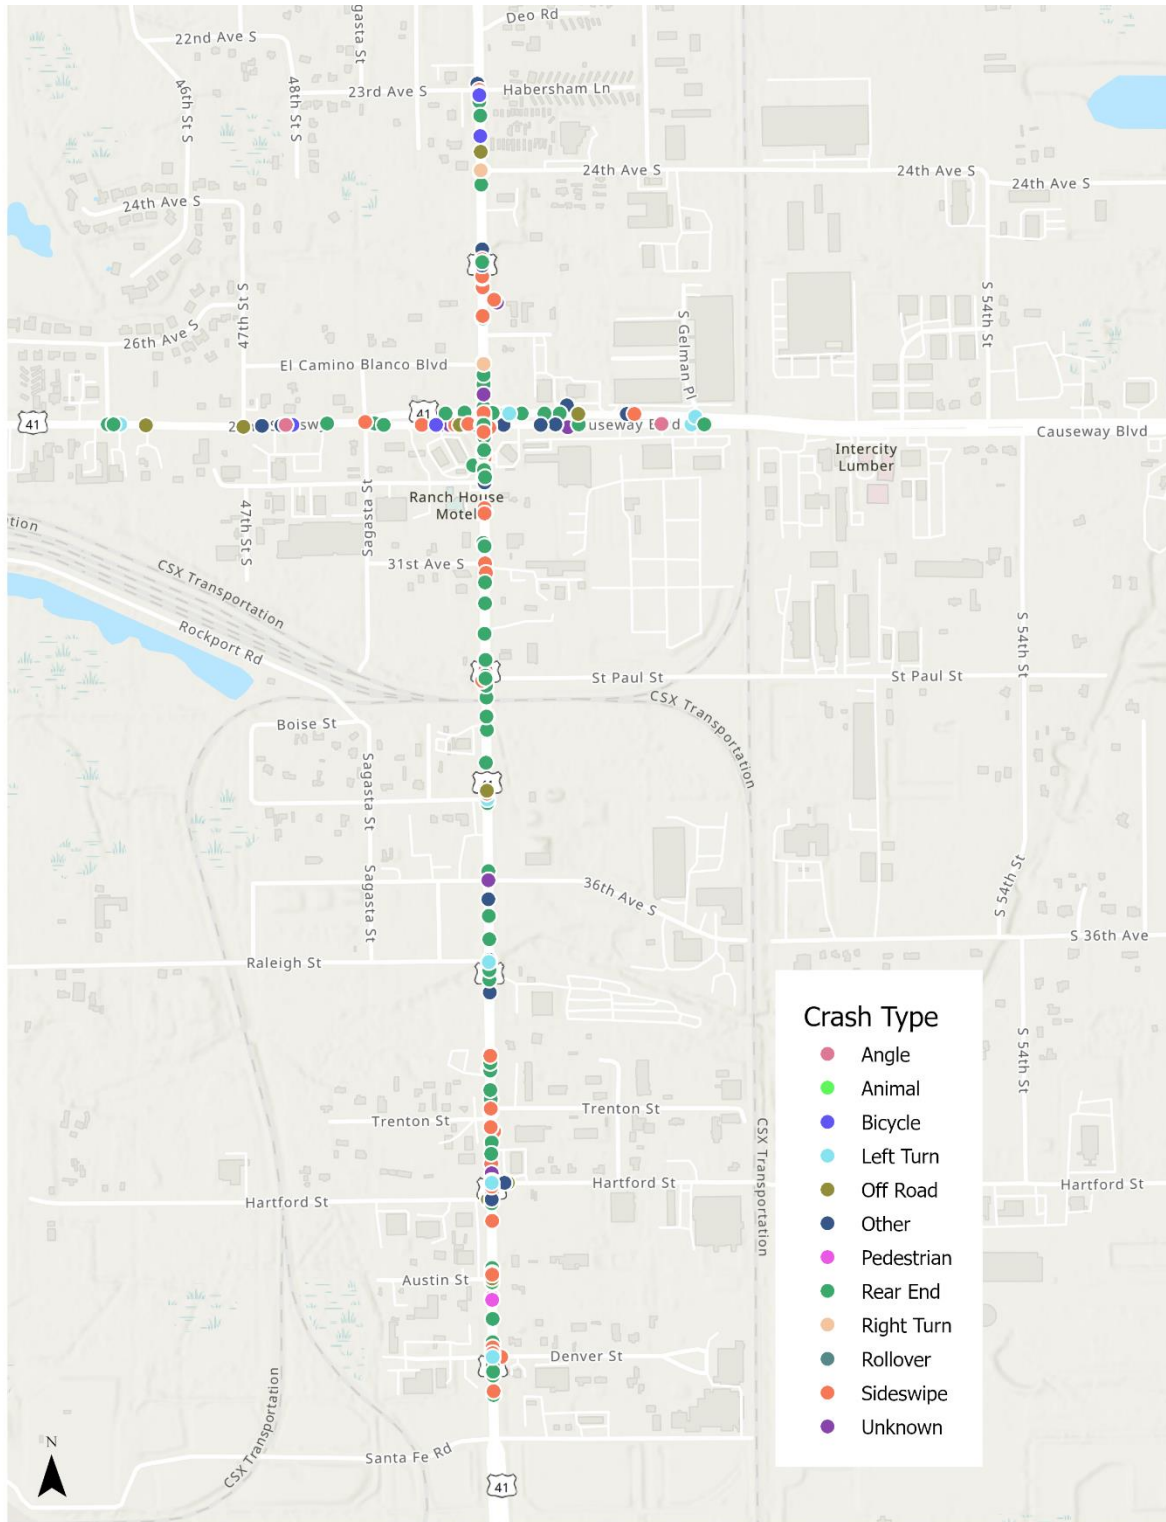 Deo Rd
22nd Ave S
gasta St
46th St S
48th St S
23rd Ave S
Habersham Ln
24th Ave S
24th Ave S
24th Ave S
24th Ave S
47th St S
26th Ave S
S Gelman Pl
S 54th St
El Camino Blanco Blvd
41
41
Causeway Blvd
Intercity
Lumber
Ranch House
Motel
47th St S
Sagasta St
31st Ave S
CSX Transportation
Rockport Rd
S 54th St
St Paul St
St Paul St
CSX Transportation
Boise St
Sagasta St
Sagasta St
36th Ave S
S 54th St
S 36th Ave
Raleigh St
S 54th St
Trenton St
Trenton St
CSX Transportation
Hartford St
Hartford St
Hartford St
Austin St
Denver St
CSX Transportation
Santa Fe Rd
41
N
Crash Type
Angle
Animal
Bicycle
Left Turn
Off Road
Other
Pedestrian
Rear End
Right Turn
Rollover
Sideswipe
Unknown